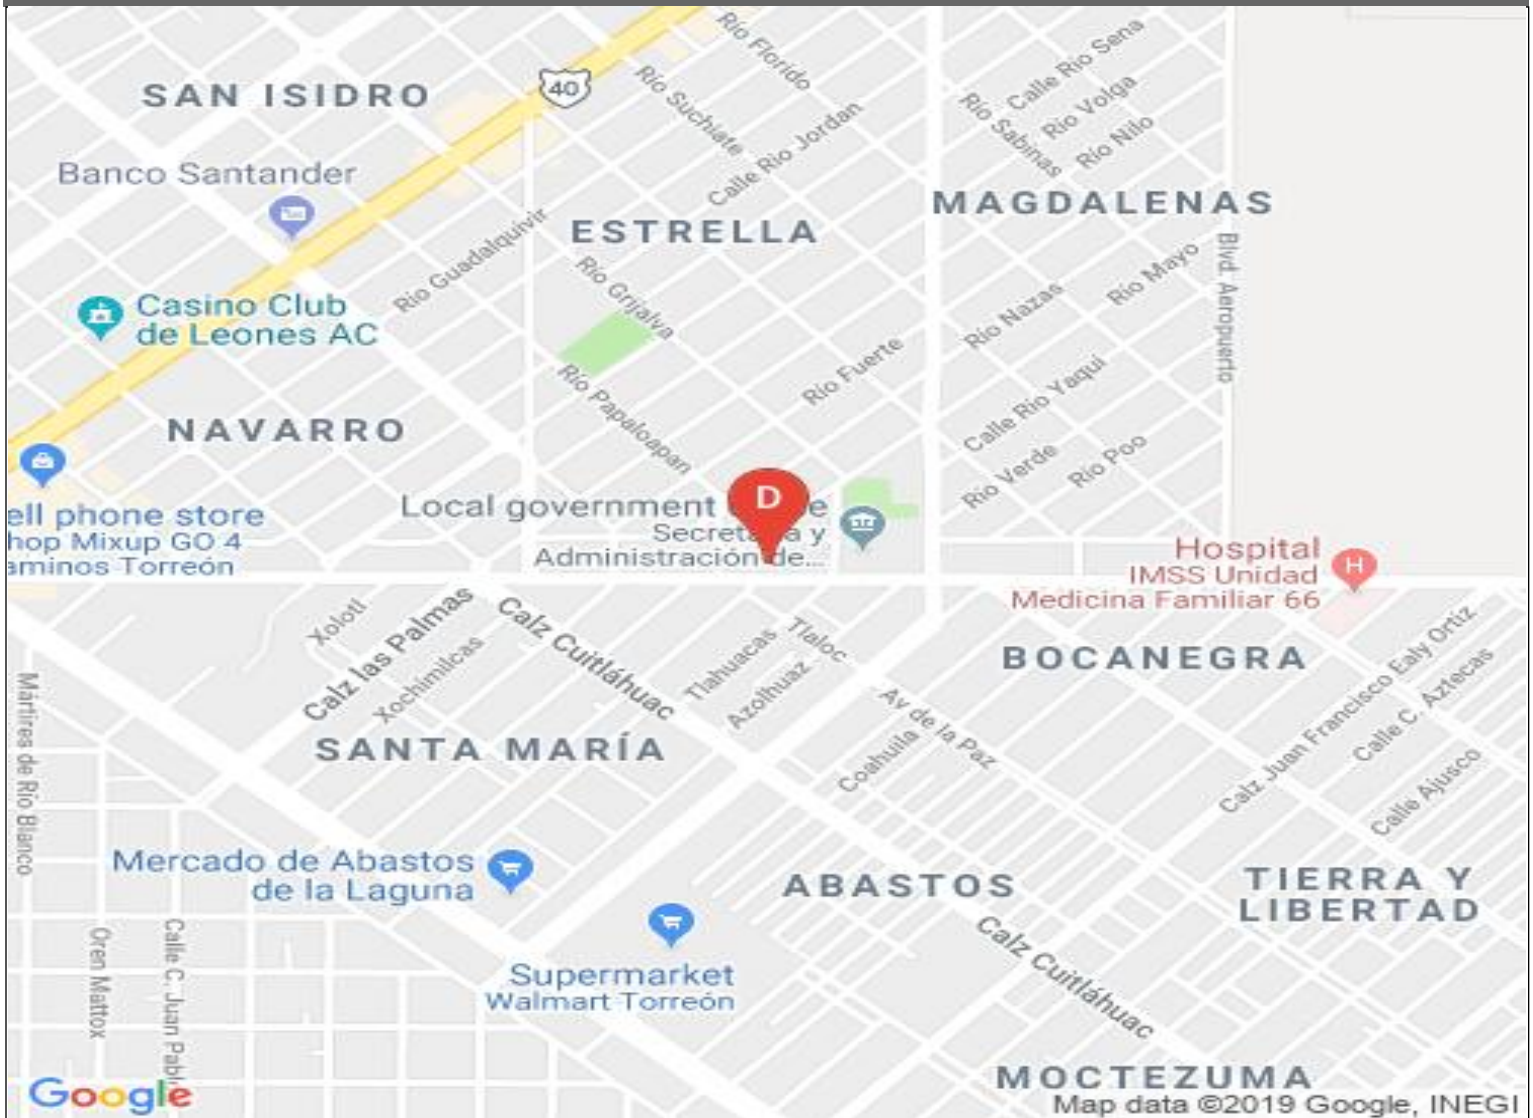 Río Florido
Calle Rio Sena
40
SAN ISIDRO
Río Suchiate
Río Volga
Río Sabinas
Río Nilo
Calle Rio Jordan
Banco Santander
MAGDALENAS
ESTRELLA
Rio Guadalquivir
Río Grijalva
Rio Mayo
Blvd. Aeropuerto
Río Nazas
Casino Club
de Leones AC
Río Fuerte
Río Papaloapan
Calle Rio Yaqui
NAVARRO
Río Verde
Río Poo
D
Local government
ell phone store
hop Mixup GO 4
aminos Torreón
y
Administración de...
Hospital
IMSS Unidad
Medicina Familiar 66
H
Xolotl
Calz las Palmas
Xochimilcas
Calz Cuitláhuac
Tlahuacas
Tlaloc
Azolhuaz
BOCANEGRA
Calz Juan Francisco Ealy Ortiz
Calle C. Aztecas
Mártires de Río Blanco
SANTA MARÍA
Av de la Paz
Coahuila
Calle Ajusco
Mercado de Abastos
de la Laguna
ABASTOS
TIERRA Y
LIBERTAD
Oren Mattox
Calle C. Juan Pabl
Supermarket
Walmart Torreón
Calz Cuitláhuac
MOCTEZUMA
Google
Map data ©2019 Google, INEGI